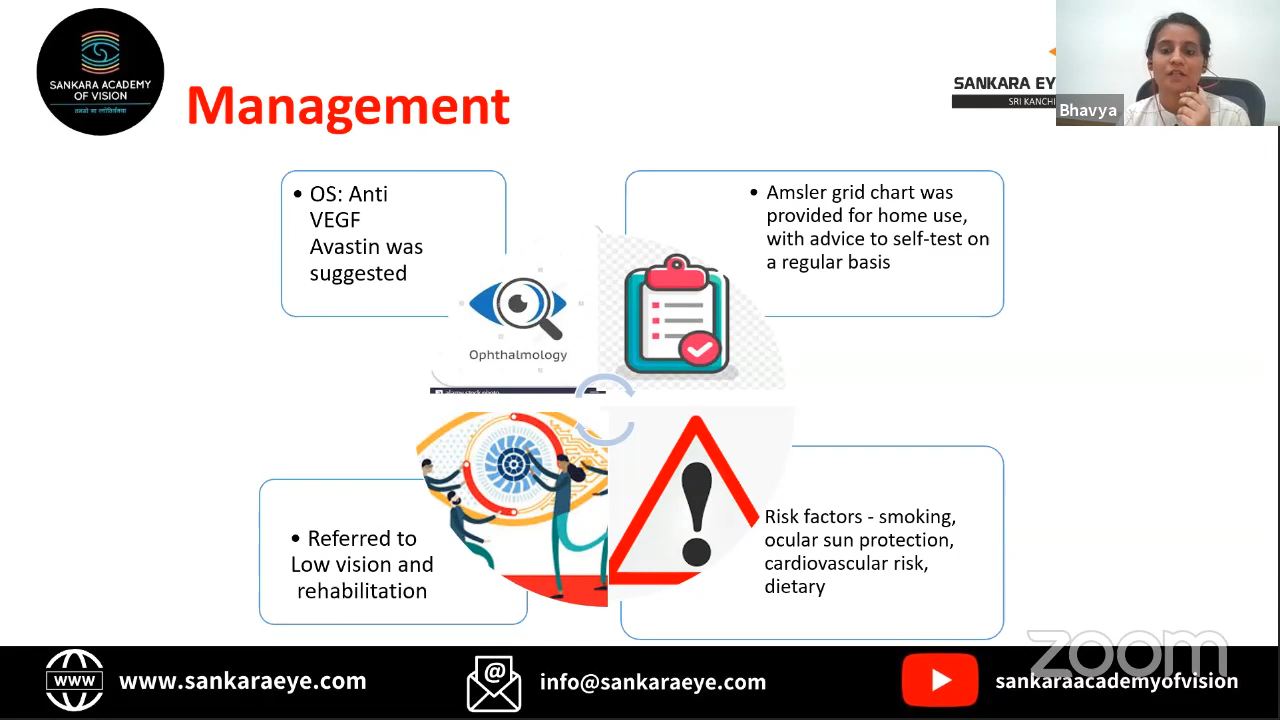 SANKARA ACADEMY
OF VISION
Management
SANKARA EY
SRI KANCHI
Bhavya
• OS: Anti
VEGF
Avastin was
suggested
• Amsler grid chart was
provided for home use,
with advice to self-test on
a regular basis
Ophthalmology
• Referred to
Low vision and
rehabilitation
Risk factors - smoking,
ocular sun protection,
cardiovascular risk,
dietary
zoom
www
www.sankaraeye.com
@
info@sankaraeye.com
sankaraacademyofvision